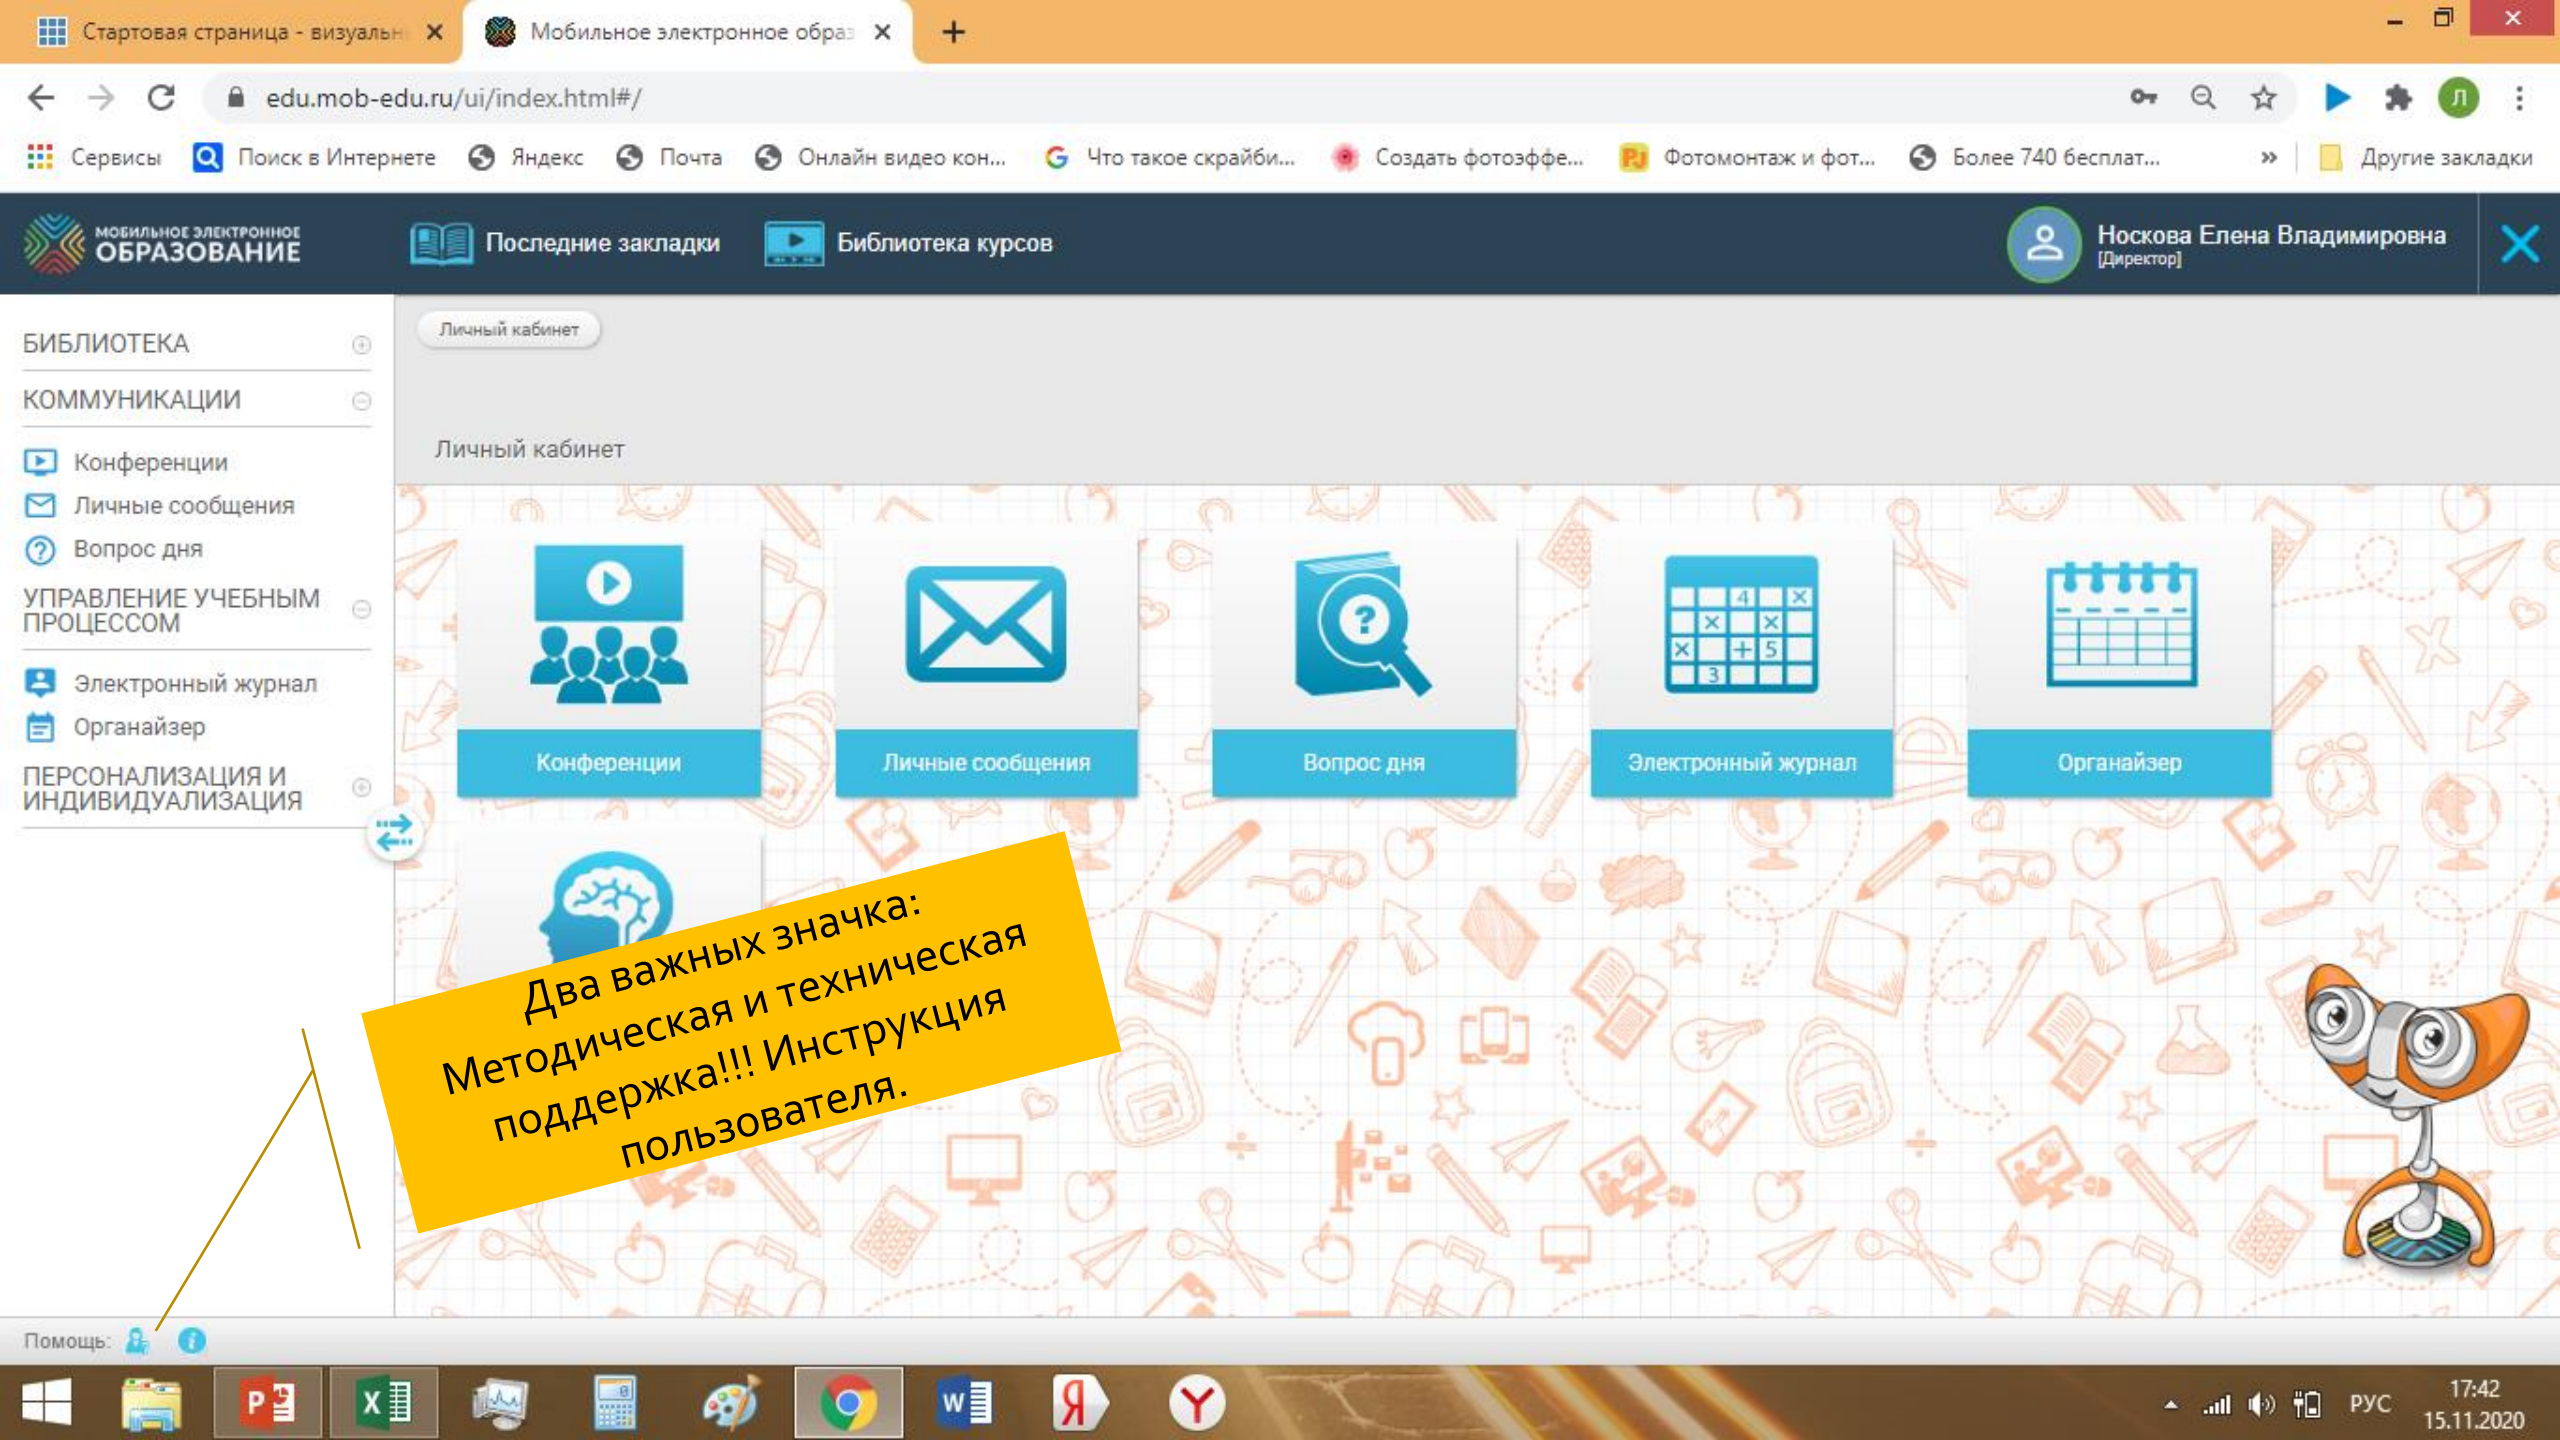 Стартовая страница - визуальн
Мобильное электронное образ
edu.mob-edu.ru/ui/index.html#/
Л
Сервисы
Поиск в Интернете
Яндекс
Почта
Онлайн видео кон...
Что такое скрайби...
Создать фотоэффе...
Фотомонтаж и фот...
Более 740 бесплат...
»
Другие закладки
МОБИЛЬНОЕ ЭЛЕКТРОННОЕ
ОБРАЗОВАНИЕ
Последние закладки
Библиотека курсов
Носкова Елена Владимировна
[Директор]
БИБЛИОТЕКА
КОММУНИКАЦИИ
Конференции
Личные сообщения
Вопрос дня
УПРАВЛЕНИЕ УЧЕБНЫМ
ПРОЦЕССОМ
Электронный журнал
Органайзер
ПЕРСОНАЛИЗАЦИЯ И
ИНДИВИДУАЛИЗАЦИЯ
Личный кабинет
Личный кабинет
Конференции
Личные сообщения
Вопрос дня
Электронный журнал
Органайзер
Два важных значка:
Методическая и техническая
поддержка!!! Инструкция
пользователя.
Помощь:
РУС
17:42
15.11.2020